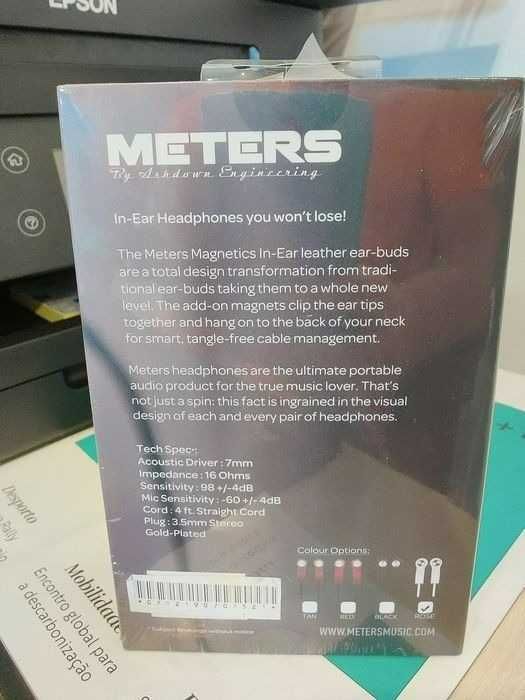 EPSON
METERS
By Ashdown Engineering
In-Ear Headphones you won't lose!
The Meters Magnetics In-Ear leather ear-buds
are a total design transformation from tradi-
tional ear-buds taking them to a whole new
level. The add-on magnets clip the ear tips
together and hang on to the back of your neck
for smart, tangle-free cable management.
Meters headphones are the ultimate portable
audio product for the true music lover. That's
not just a spin: this fact is ingrained in the visual
design of each and every pair of headphones.
Tech Spec*:
Acoustic Driver : 7mm
Impedance : 16 Ohms
Sensitivity : 98 +/-4dB
Mic Sensitivity : -60 +/- 4dB
Cord : 4 ft. Straight Cord
Plug : 3.5mm Stereo
Gold-Plated
Colour Options:
TAN RED BLACK ROSE
* Subject to change without notice
WWW.METERSMUSIC.COM
Desporto
Rally
Mobilidade
Encontro global para
a descarbonização